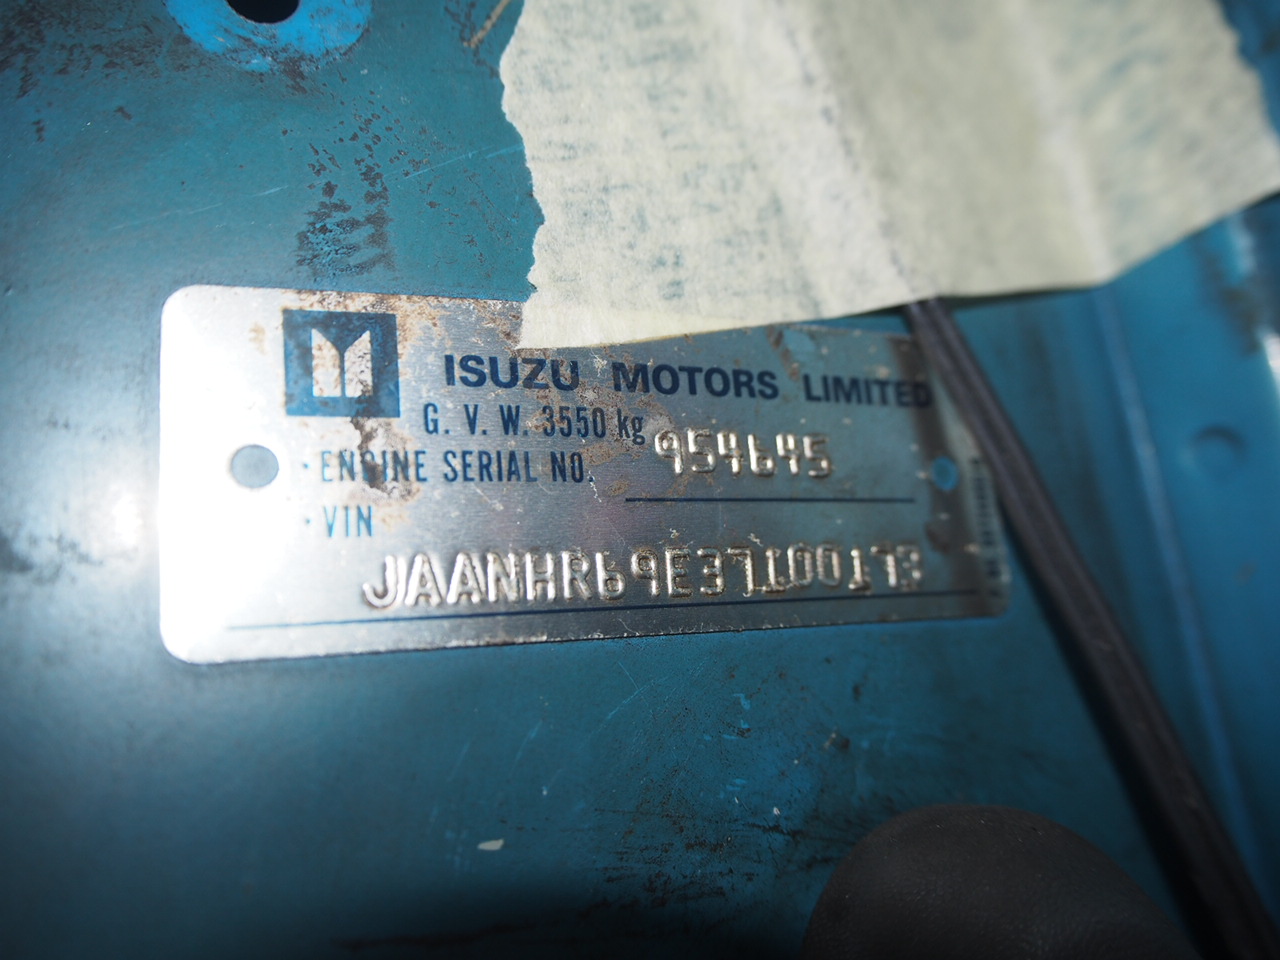 ISUZU MOTORS LIMITED
G. V. W. 3550 kg
· ENGINE SERIAL NO. 954645
· VIN
JAANHR69E37100173